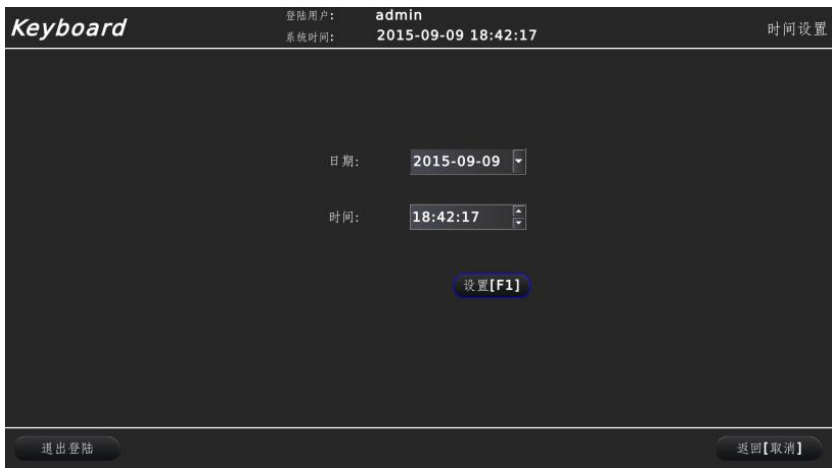 Keyboard
登陆用户: admin
系统时间: 2015-09-09 18:42:17
时间设置
日期: 2015-09-09
时间: 18:42:17
设置[F1]
退出登陆
返回[取消]